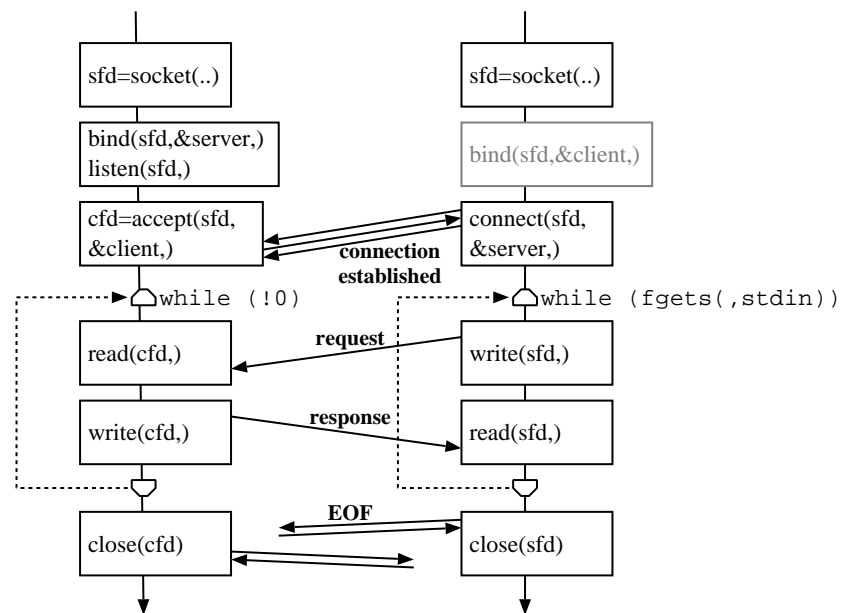 sfd=socket(..)
sfd=socket(..)
bind(sfd,&server,)
listen(sfd,)
bind(sfd,&client,)
cfd=accept(sfd,
&client,)
connect(sfd,
&server,)
connection
established
while (!0)
while (fgets(,stdin))
request
read(cfd,)
write(sfd,)
response
write(cfd,)
read(sfd,)
EOF
close(cfd)
close(sfd)